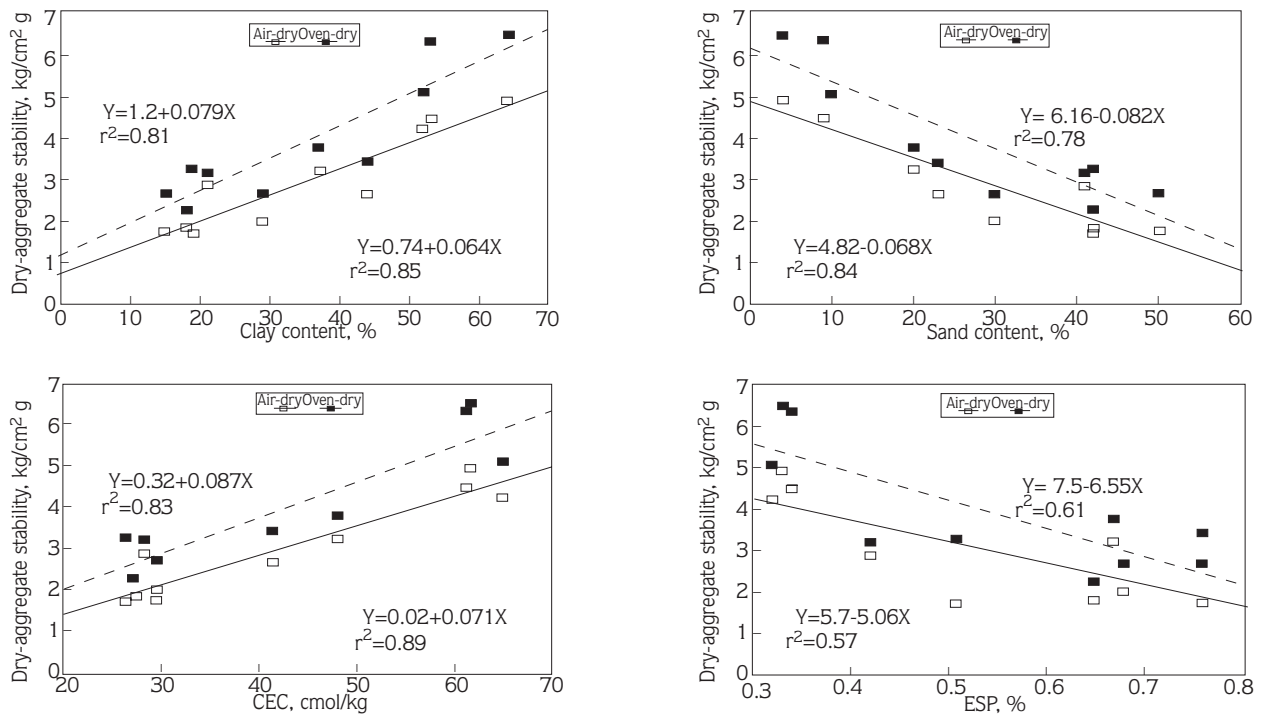 Dry-aggregate stability, kg/cm² g
7
6
5
4
3
2
1
0
Air-dry Oven-dry
Y=1.2+0.079X
r²=0.81
Y=0.74+0.064X
r²=0.85
0 10 20 30 40 50 60 70
Clay content, %
Dry-aggregate stability, kg/cm² g
7
6
5
4
3
2
1
0
Air-dry Oven-dry
Y= 6.16-0.082X
r²=0.78
Y=4.82-0.068X
r²=0.84
0 10 20 30 40 50 60
Sand content, %
Dry-aggregate stability, kg/cm² g
7
6
5
4
3
2
1
0
Air-dry Oven-dry
Y=0.32+0.087X
r²=0.83
Y=0.02+0.071X
r²=0.89
20 30 40 50 60 70
CEC, cmol/kg
Dry-aggregate stability, kg/cm² g
7
6
5
4
3
2
1
0
Air-dry Oven-dry
Y= 7.5-6.55X
r²=0.61
Y=5.7-5.06X
r²=0.57
0.3 0.4 0.5 0.6 0.7 0.8
ESP, %